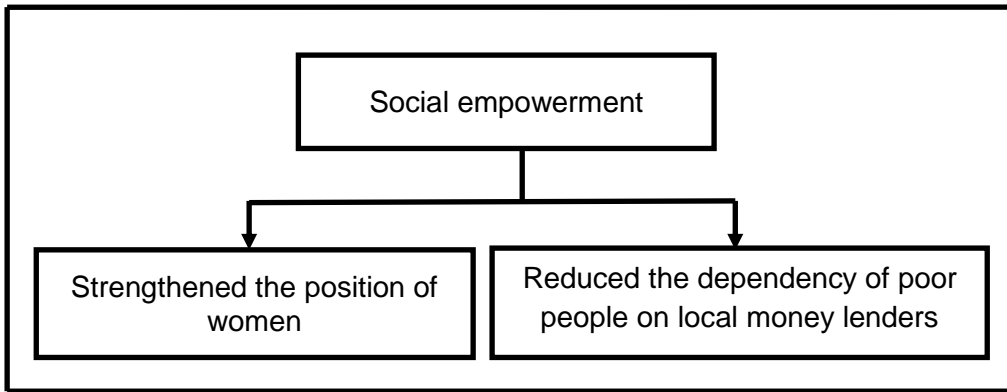 Social empowerment
Strengthened the position of
women
Reduced the dependency of poor
people on local money lenders